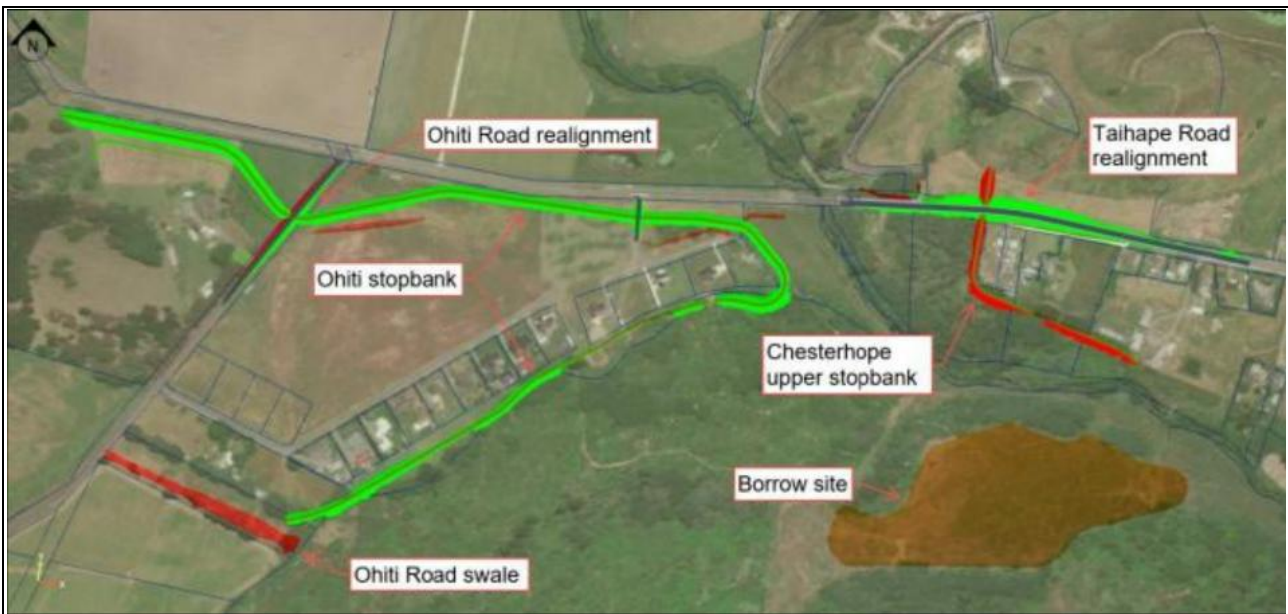 N
Ohiti Road realignment
Taihape Road
realignment
Ohiti stopbank
Chesterhope
upper stopbank
Borrow site
Ohiti Road swale